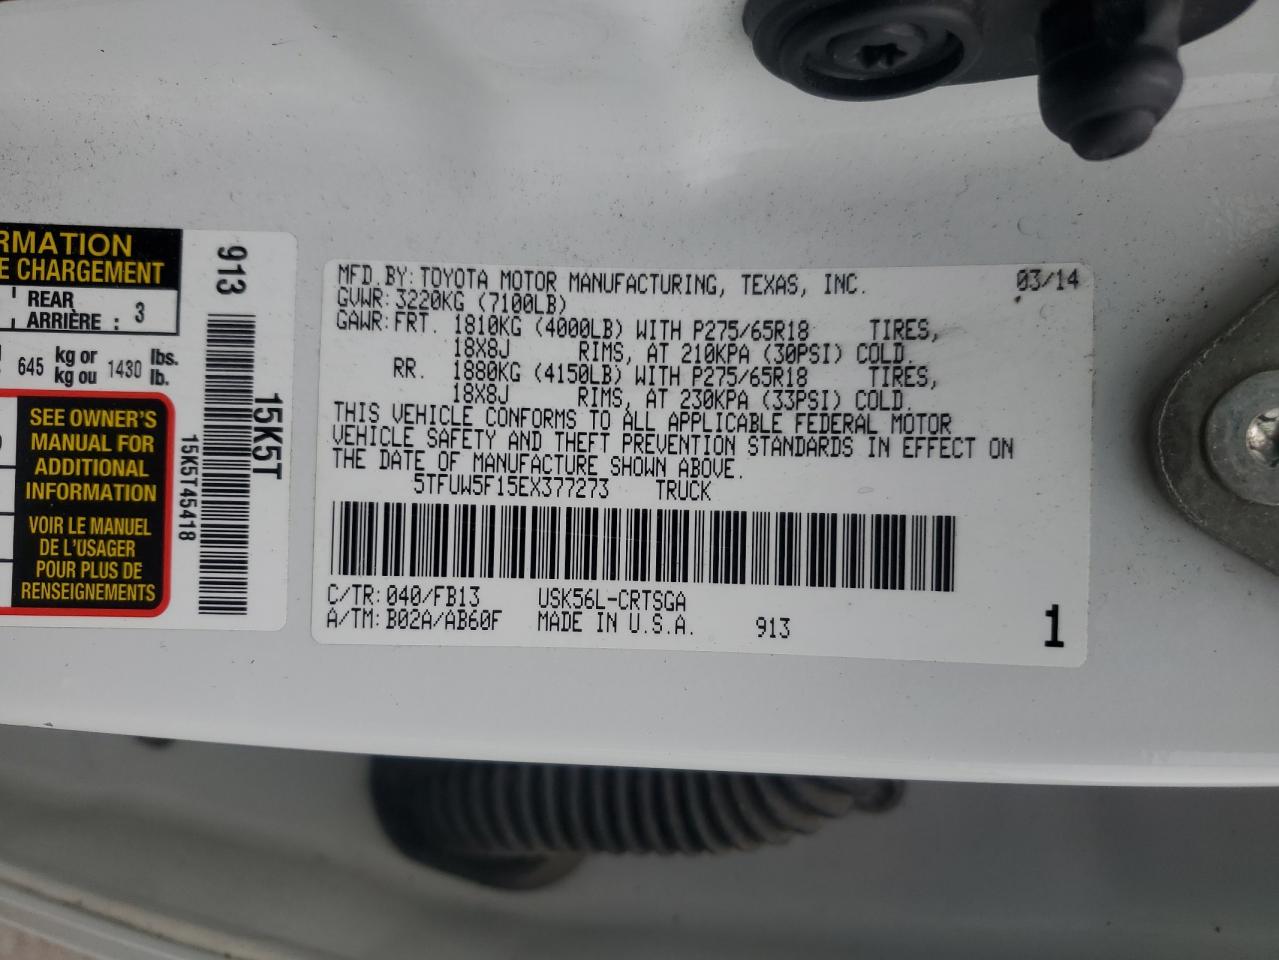 RMATION
E CHARGEMENT
REAR
ARRIÈRE : 3
645 kg or kg ou 1430 lbs. lb.
SEE OWNER'S
MANUAL FOR
ADDITIONAL
INFORMATION
VOIR LE MANUEL
DE L'USAGER
POUR PLUS DE
RENSEIGNEMENTS
913
15K5T
15K5T45418
MFD.BY:TOYOTA MOTOR MANUFACTURING, TEXAS, INC. 03/14
GVWR:3220KG (7100LB)
GAWR:FRT. 1810KG (4000LB) WITH P275/65R18 TIRES,
18X8J RIMS, AT 210KPA (30PSI) COLD.
RR. 1880KG (4150LB) WITH P275/65R18 TIRES,
18X8J RIMS, AT 230KPA (33PSI) COLD.
THIS VEHICLE CONFORMS TO ALL APPLICABLE FEDERAL MOTOR
VEHICLE SAFETY AND THEFT PREVENTION STANDARDS IN EFFECT ON
THE DATE OF MANUFACTURE SHOWN ABOVE.
5TFUW5F15EX377273 TRUCK
C/TR:040/FB13 USK56L-CRTSGA
A/TM:B02A/AB60F MADE IN U.S.A. 913 1